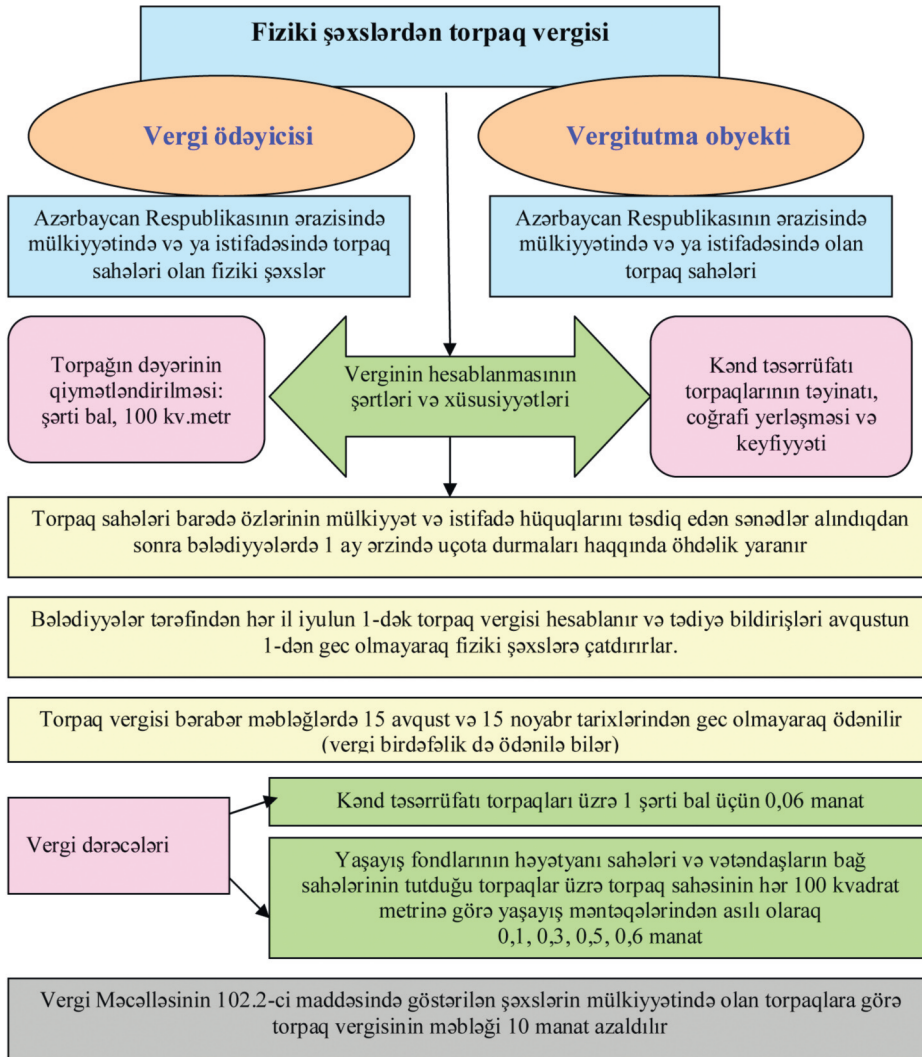 Fiziki şəxslərdən torpaq vergisi
Vergi ödəyicisi
Vergitutma obyekti
Azərbaycan Respublikasının ərazisində
mülkiyyətində və ya istifadəsində torpaq
sahələri olan fiziki şəxslər
Azərbaycan Respublikasının ərazisində
mülkiyyətində və ya istifadəsində olan
torpaq sahələri
Torpağın dəyərinin
qiymətləndirilməsi:
şərti bal, 100 kv.metr
Verginin hesablanmasının
şərtləri və xüsusiyyətləri
Kənd təsərrüfatı
torpaqlarının təyinatı,
coğrafi yerləşməsi və
keyfiyyəti
Torpaq sahələri barədə özlərinin mülkiyyət və istifadə hüquqlarını təsdiq edən sənədlər alındıqdan
sonra bələdiyyələrdə 1 ay ərzində uçota durmaları haqqında öhdəlik yaranır
Bələdiyyələr tərəfindən hər il iyulun 1-dək torpaq vergisi hesablanır və tədiyə bildirişləri avqustun
1-dən gec olmayaraq fiziki şəxslərə çatdırırlar.
Torpaq vergisi bərabər məbləğlərdə 15 avqust və 15 noyabr tarixlərindən gec olmayaraq ödənilir
(vergi birdəfəlik də ödənilə bilər)
Vergi dərəcələri
Kənd təsərrüfatı torpaqları üzrə 1 şərti bal üçün 0,06 manat
Yaşayış fondlarının həyətyanı sahələri və vətəndaşların bağ
sahələrinin tutduğu torpaqlar üzrə torpaq sahəsinin hər 100 kvadrat
metrinə görə yaşayış məntəqələrindən asılı olaraq
0,1, 0,3, 0,5, 0,6 manat
Vergi Məcəlləsinin 102.2-ci maddəsində göstərilən şəxslərin mülkiyyətində olan torpaqlara görə
torpaq vergisinin məbləği 10 manat azaldılır